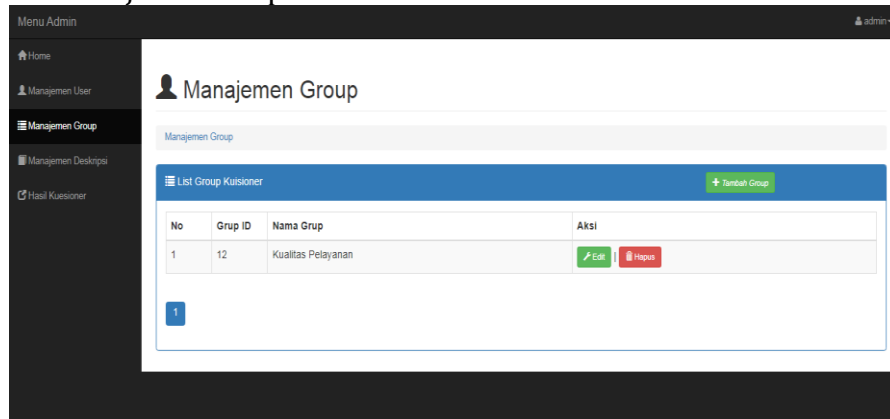 Menu Admin
admin
Home
Manajemen User
Manajemen Group
Manajemen Deskripsi
Hasil Kuesioner
Manajemen Group
Manajemen Group
List Group Kuisioner
Tambah Group
No Grup ID Nama Grup Aksi
1 12 Kualitas Pelayanan Edit | Hapus
1